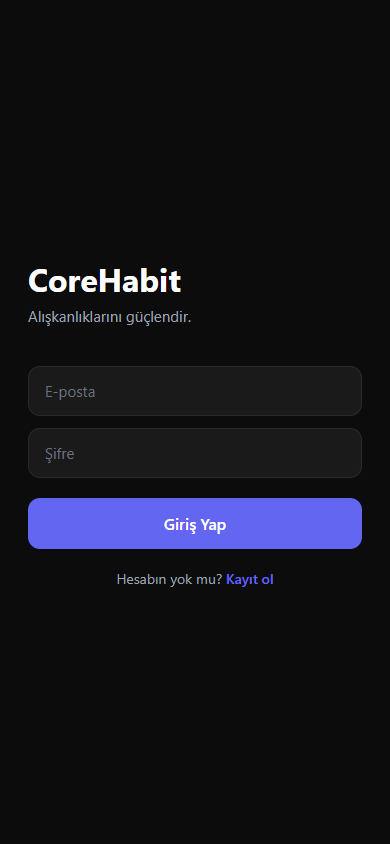 CoreHabit
Alışkanlıklarını güçlendir.
E-posta
Şifre
Giriş Yap
Hesabın yok mu? Kayıt ol